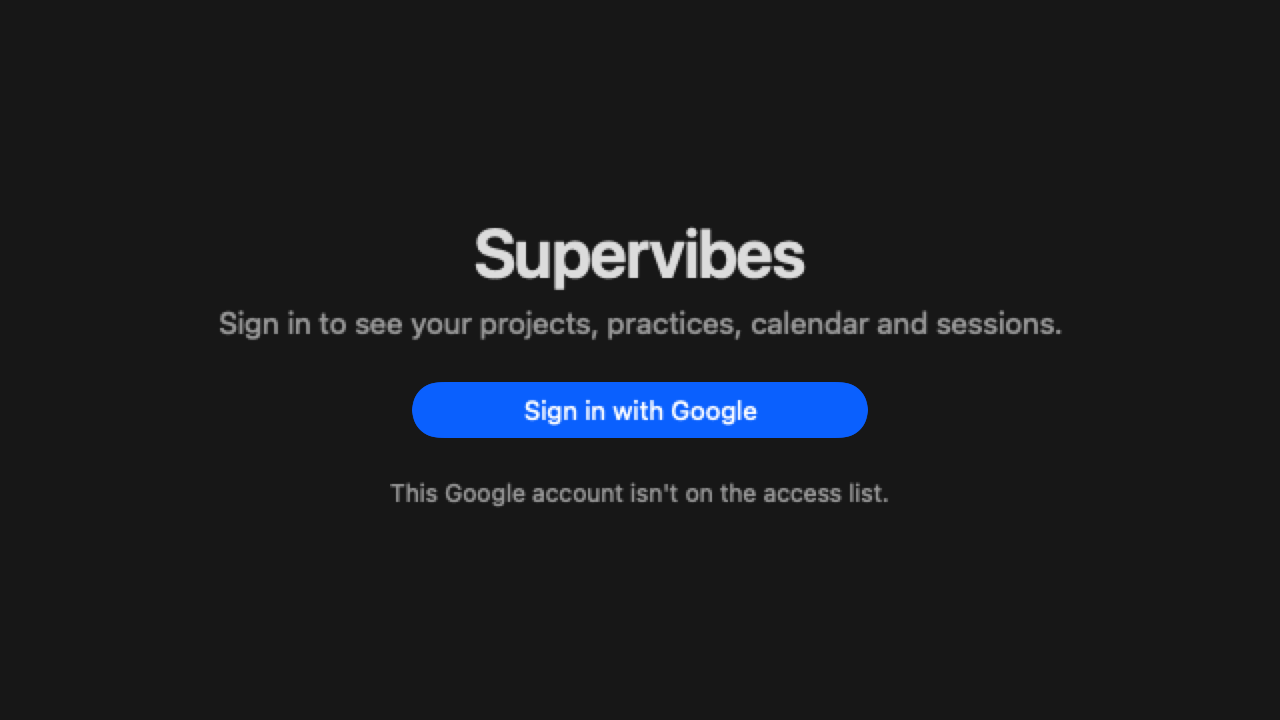 Supervibes
Sign in to see your projects, practices, calendar and sessions.
Sign in with Google
This Google account isn't on the access list.